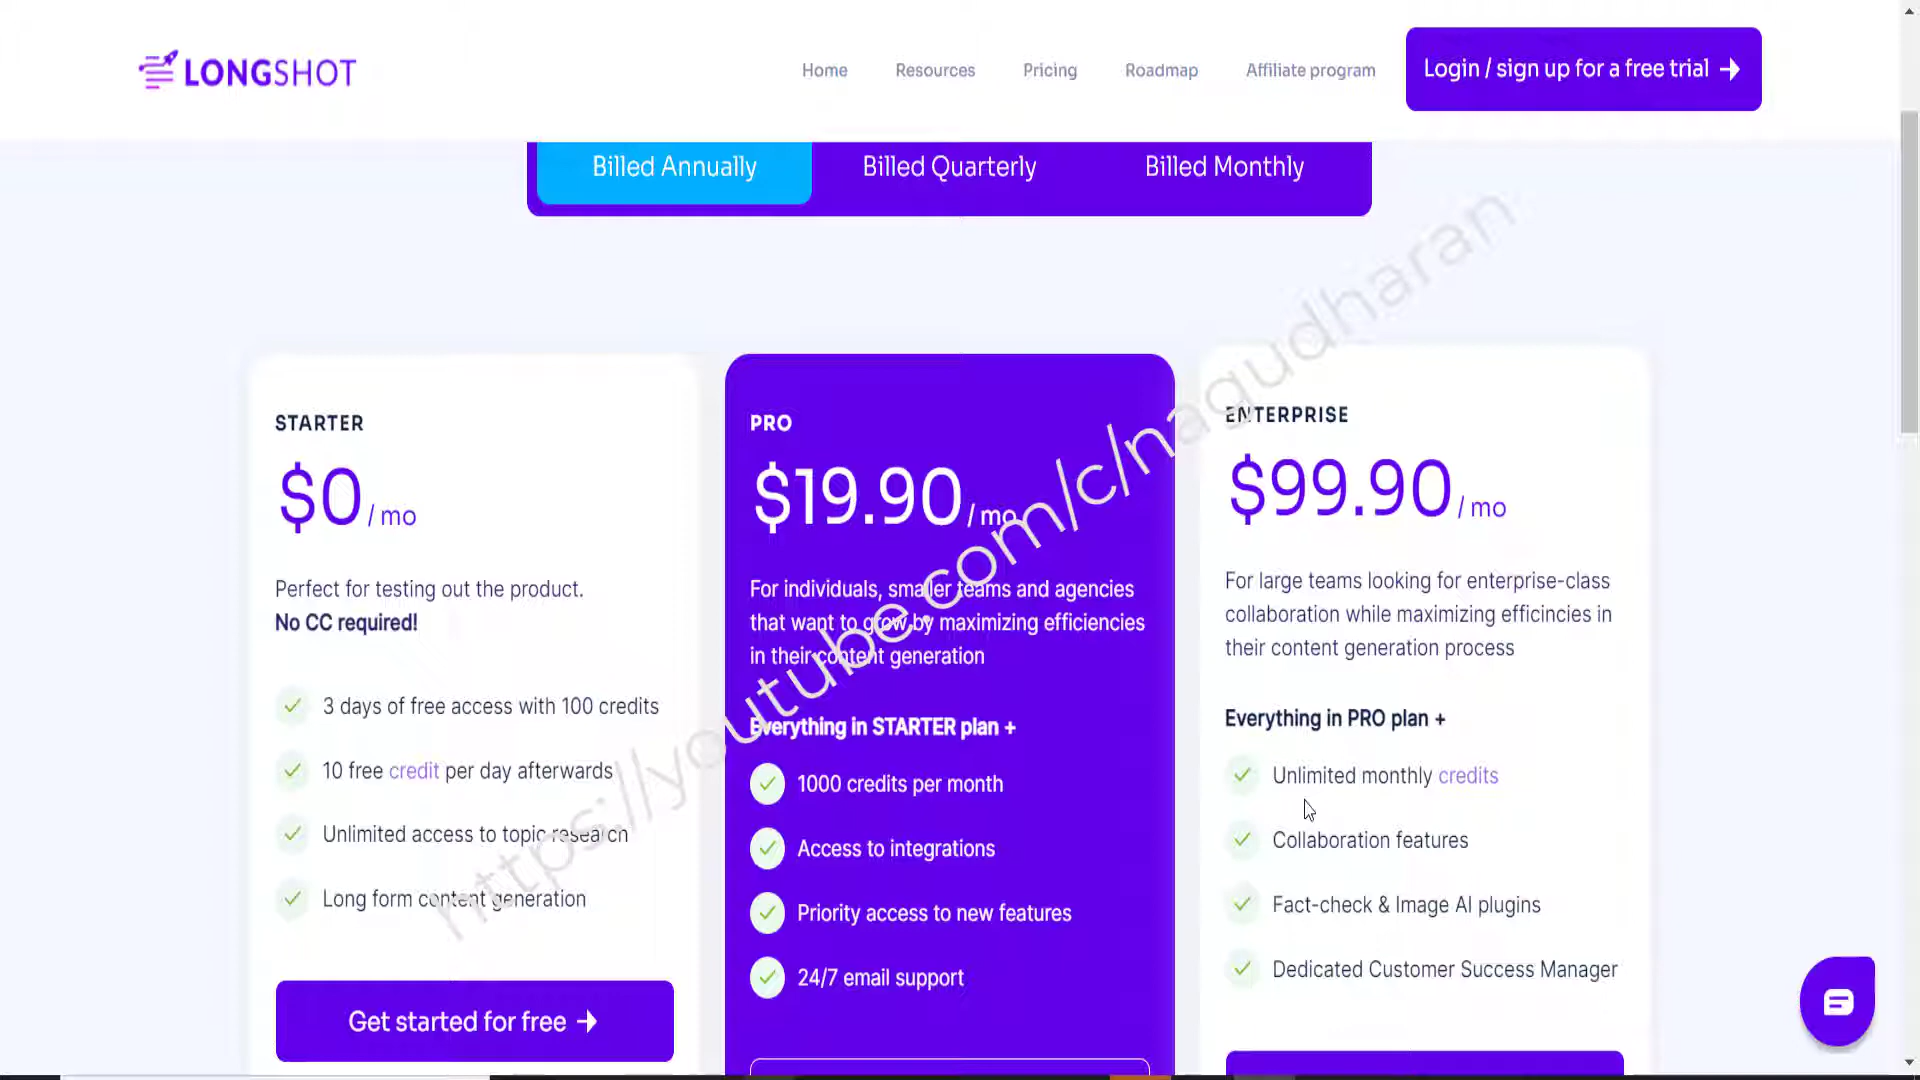 LONGSHOT
Home
Resources
Pricing
Roadmap
Affiliate program
Login / sign up for a free trial →
Billed Annually
Billed Quarterly
Billed Monthly
STARTER
$0 / mo
Perfect for testing out the product.
No CC required!
3 days of free access with 100 credits
10 free credit per day afterwards
Unlimited access to topic research
Long form content generation
Get started for free →
PRO
$19.90 / mo
For individuals, smaller teams and agencies
that want to grow by maximizing efficiencies
in their content generation
Everything in STARTER plan +
1000 credits per month
Access to integrations
Priority access to new features
24/7 email support
ENTERPRISE
$99.90 / mo
For large teams looking for enterprise-class
collaboration while maximizing efficincies in
their content generation process
Everything in PRO plan +
Unlimited monthly credits
Collaboration features
Fact-check & Image AI plugins
Dedicated Customer Success Manager
https://youtube.com/c/nagudharan